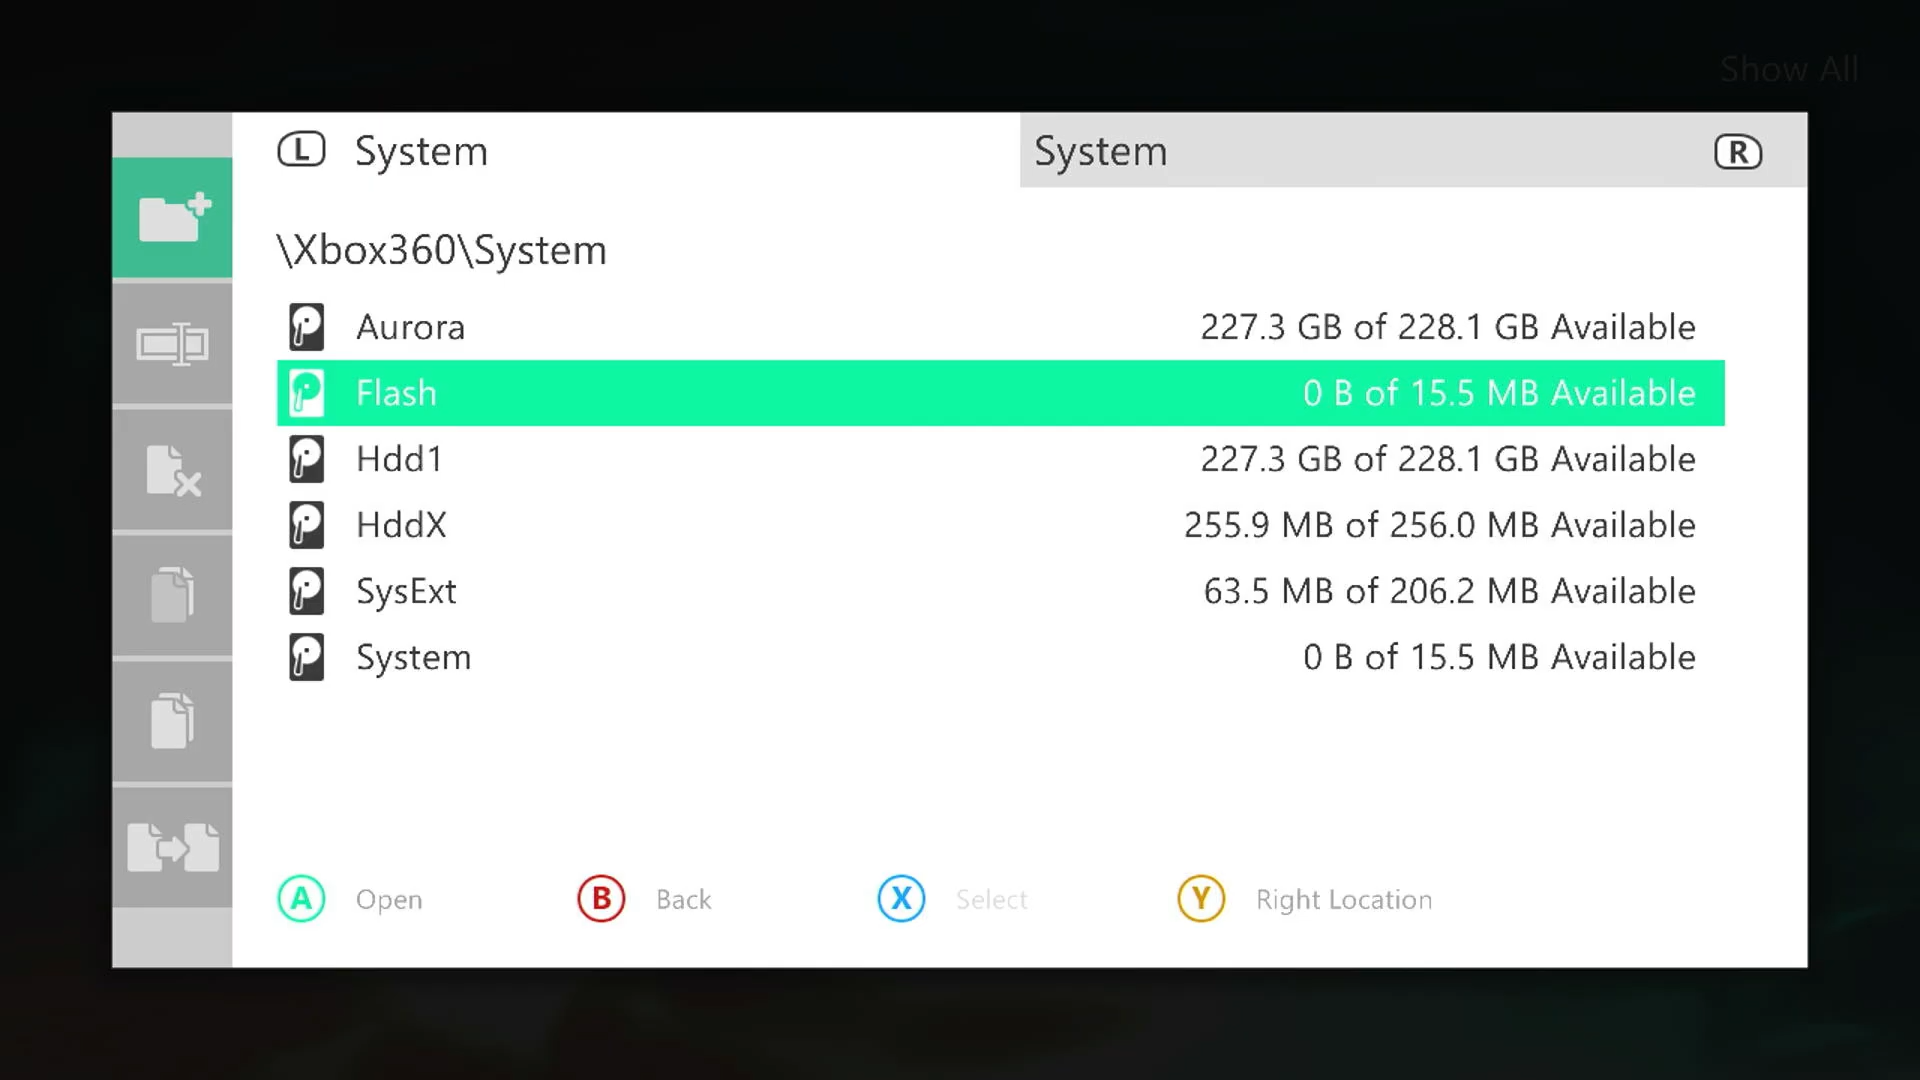 Show All
L System
System R
\Xbox360\System
Aurora 227.3 GB of 228.1 GB Available
Flash 0 B of 15.5 MB Available
Hdd1 227.3 GB of 228.1 GB Available
HddX 255.9 MB of 256.0 MB Available
SysExt 63.5 MB of 206.2 MB Available
System 0 B of 15.5 MB Available
A Open B Back X Select Y Right Location